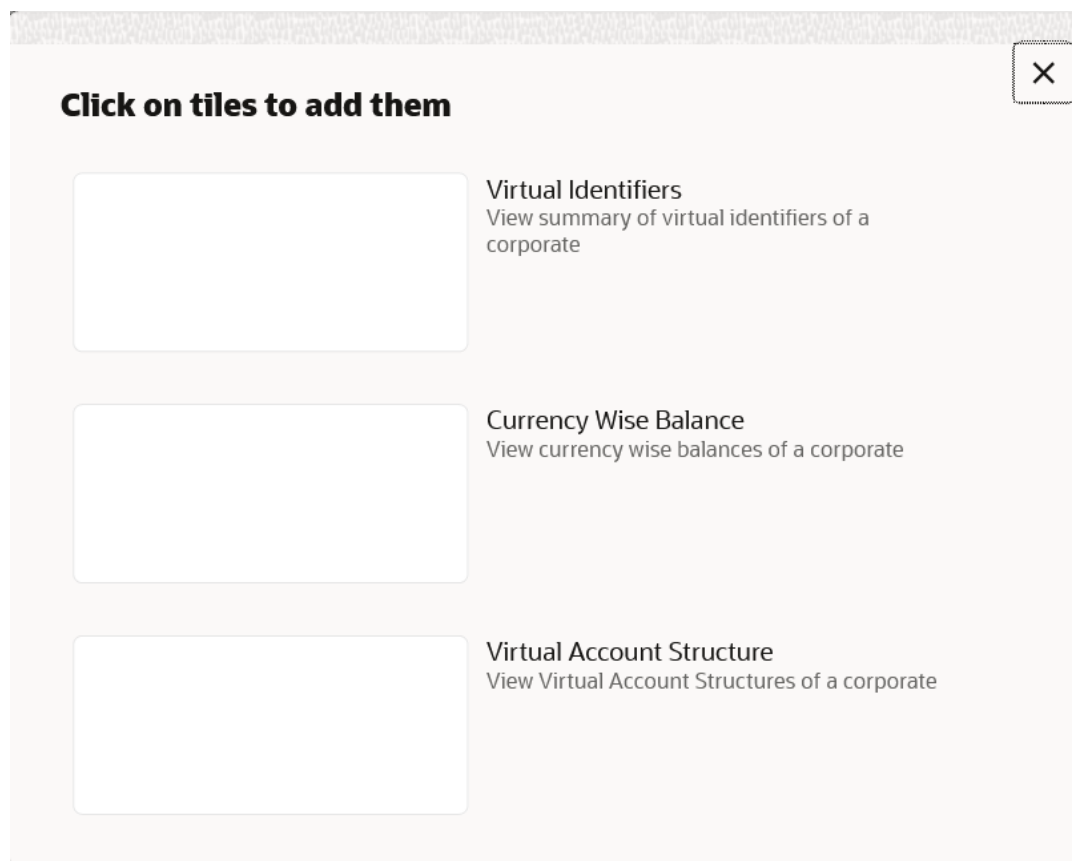 Click on tiles to add them
Virtual Identifiers
View summary of virtual identifiers of a
corporate
Currency Wise Balance
View currency wise balances of a corporate
Virtual Account Structure
View Virtual Account Structures of a corporate